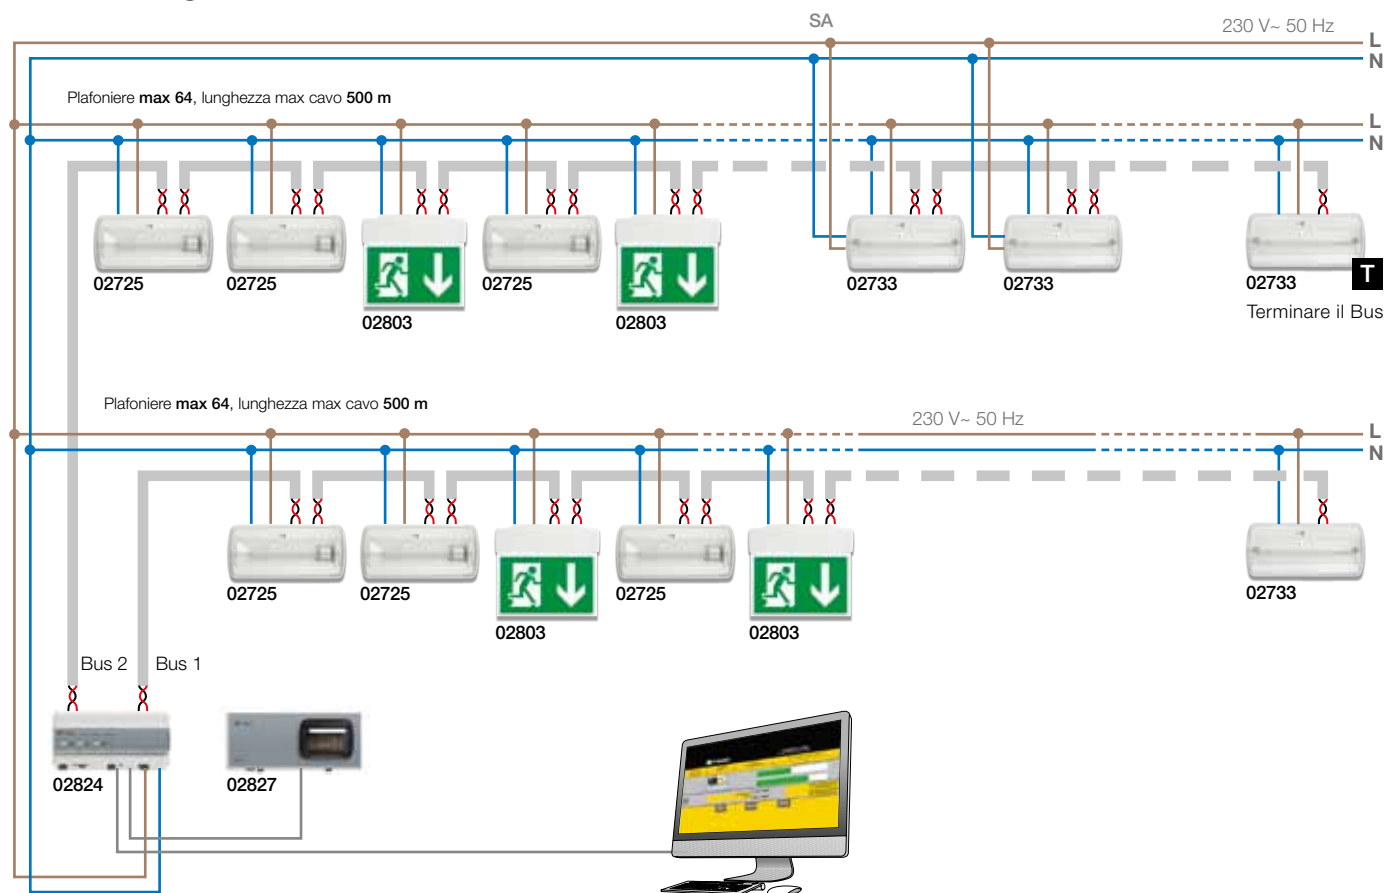 SA
230 V~ 50 Hz
L
N
Plafoniere max 64, lunghezza max cavo 500 m
L
N
02725
02725
02803
02725
02803
02733
02733
02733
T
Terminare il Bus
Plafoniere max 64, lunghezza max cavo 500 m
230 V~ 50 Hz
L
N
02725
02725
02803
02725
02803
02733
Bus 2
Bus 1
02824
02827